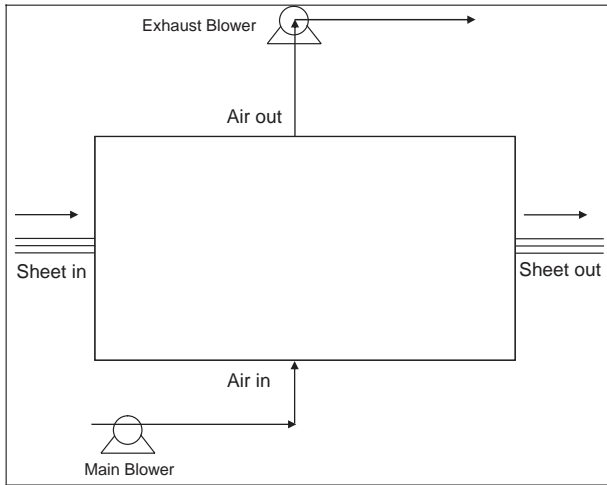 Exhaust Blower
Air out
Sheet in
Sheet out
Air in
Main Blower